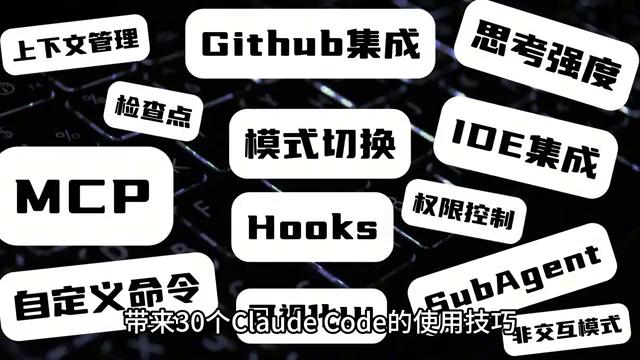 上下文管理
Github集成
思考强度
检查点
模式切换
IDE集成
MCP
Hooks
权限控制
自定义命令
SubAgent
非交互模式
带来30个Claude Code的使用技巧